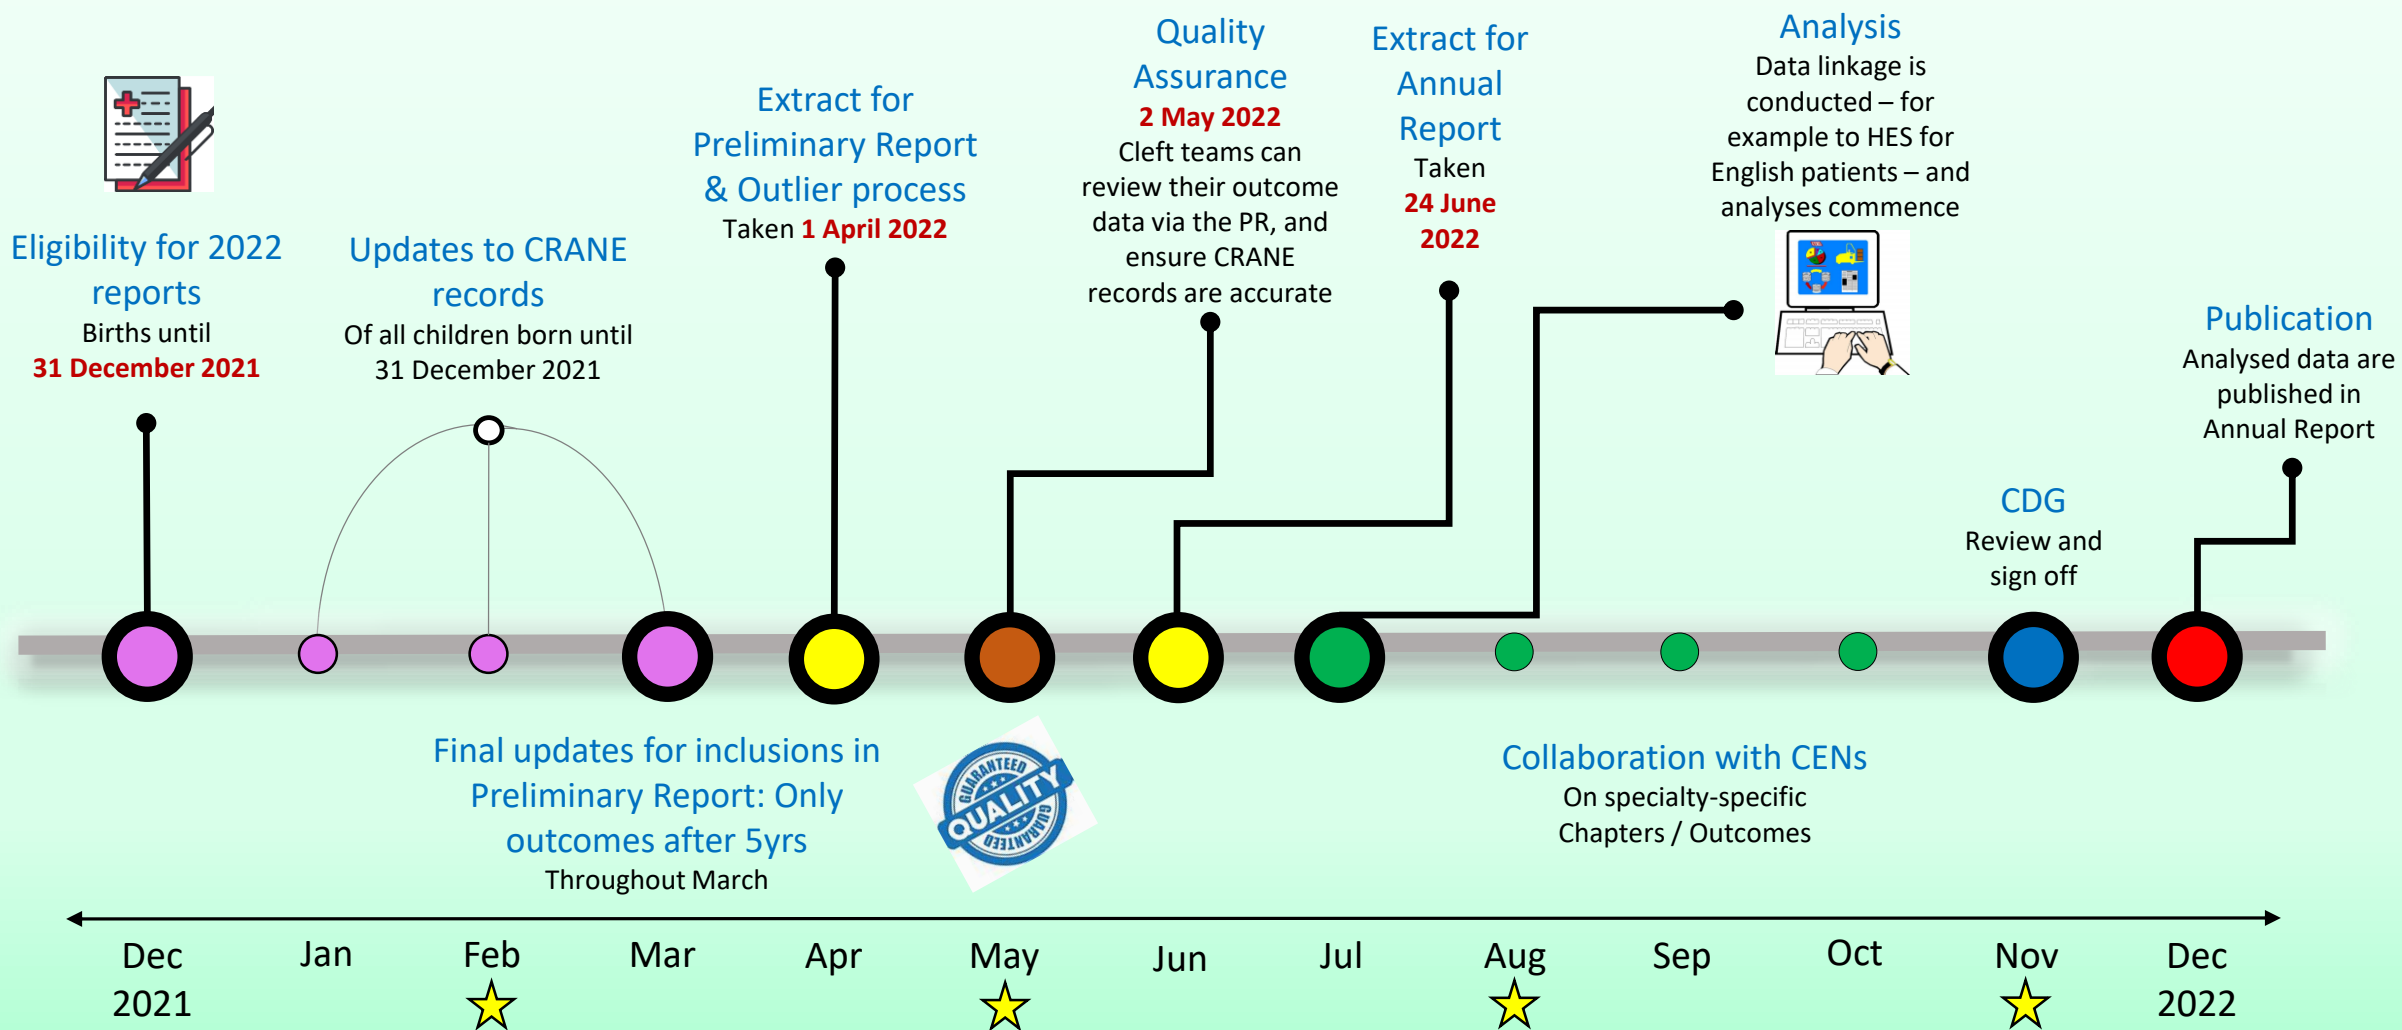 Eligibility for 2022
reports
Births until
31 December 2021
Updates to CRANE
records
Of all children born until
31 December 2021
Extract for
Preliminary Report
& Outlier process
Taken 1 April 2022
Quality
Assurance
2 May 2022
Cleft teams can
review their outcome
data via the PR, and
ensure CRANE
records are accurate
Extract for
Annual
Report
Taken
24 June
2022
Analysis
Data linkage is
conducted – for
example to HES for
English patients – and
analyses commence
CDG
Review and
sign off
Publication
Analysed data are
published in
Annual Report
Final updates for inclusions in
Preliminary Report: Only
outcomes after 5yrs
Throughout March
GUARANTEED
QUALITY
GUARANTEED
Collaboration with CENs
On specialty-specific
Chapters / Outcomes
Dec
2021
Jan
Feb
Mar
Apr
May
Jun
Jul
Aug
Sep
Oct
Nov
Dec
2022